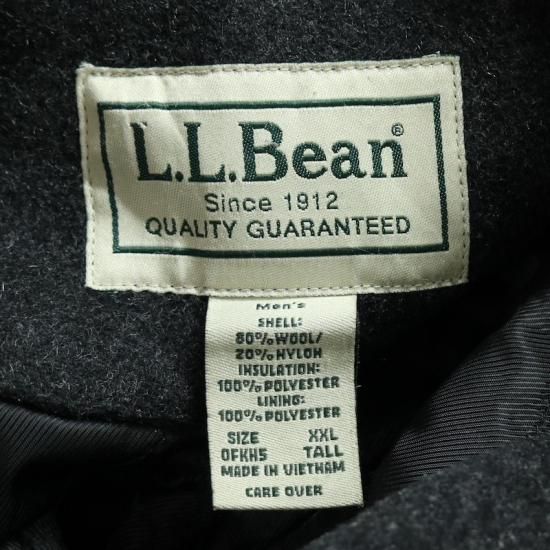 L.L.Bean®
Since 1912
QUALITY GUARANTEED
Men's
SHELL:
80% WOOL/
20% NYLON
INSULATION:
100% POLYESTER
LINING:
100% POLYESTER
SIZE XXL
0FKH5 TALL
MADE IN VIETNAM
CARE OVER